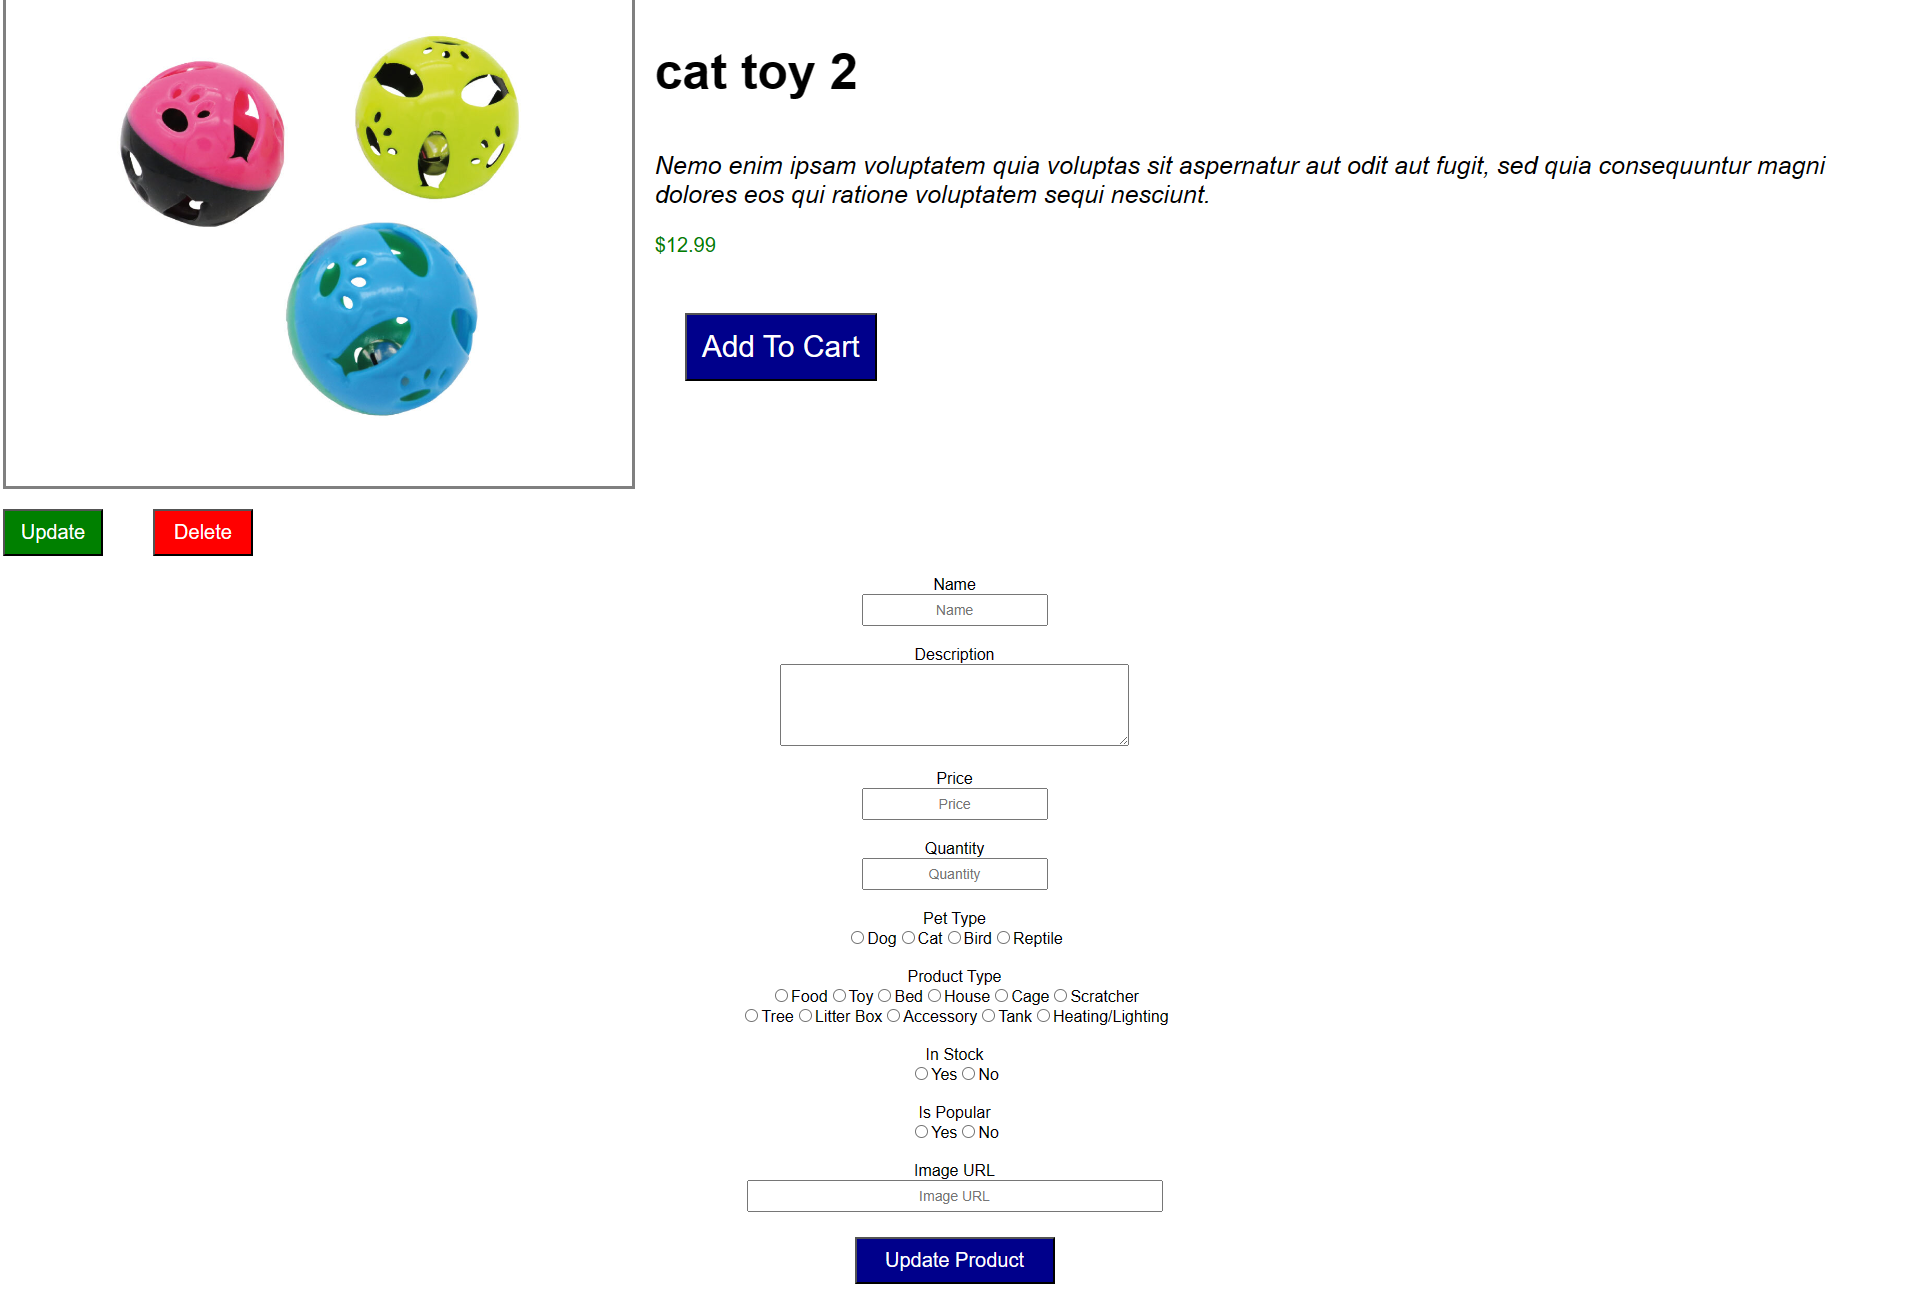 cat toy 2
Nemo enim ipsam voluptatem quia voluptas sit aspernatur aut odit aut fugit, sed quia consequuntur magni
dolores eos qui ratione voluptatem sequi nesciunt.
$12.99
Add To Cart
Update Delete
Name
Name
Description
Price
Price
Quantity
Quantity
Pet Type
Dog Cat Bird Reptile
Product Type
Food Toy Bed House Cage Scratcher
Tree Litter Box Accessory Tank Heating/Lighting
In Stock
Yes No
Is Popular
Yes No
Image URL
Image URL
Update Product